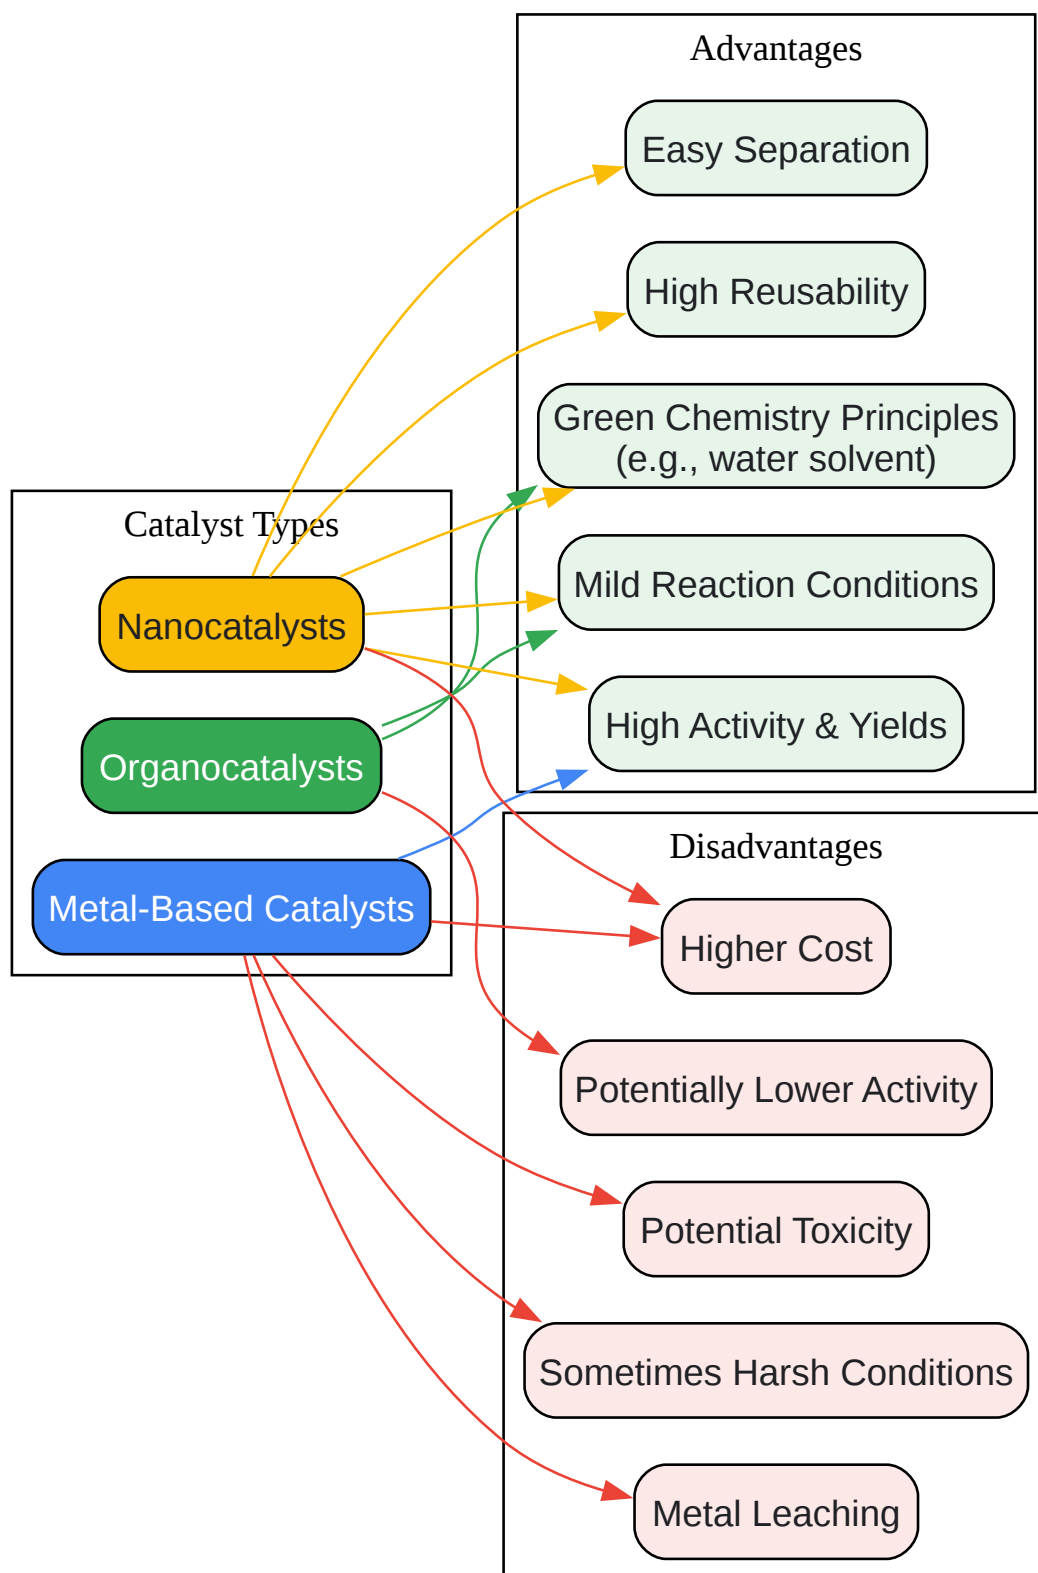 Advantages
Easy Separation
High Reusability
Green Chemistry Principles
(e.g., water solvent)
Mild Reaction Conditions
High Activity & Yields
Catalyst Types
Nanocatalysts
Organocatalysts
Metal-Based Catalysts
Disadvantages
Higher Cost
Potentially Lower Activity
Potential Toxicity
Sometimes Harsh Conditions
Metal Leaching